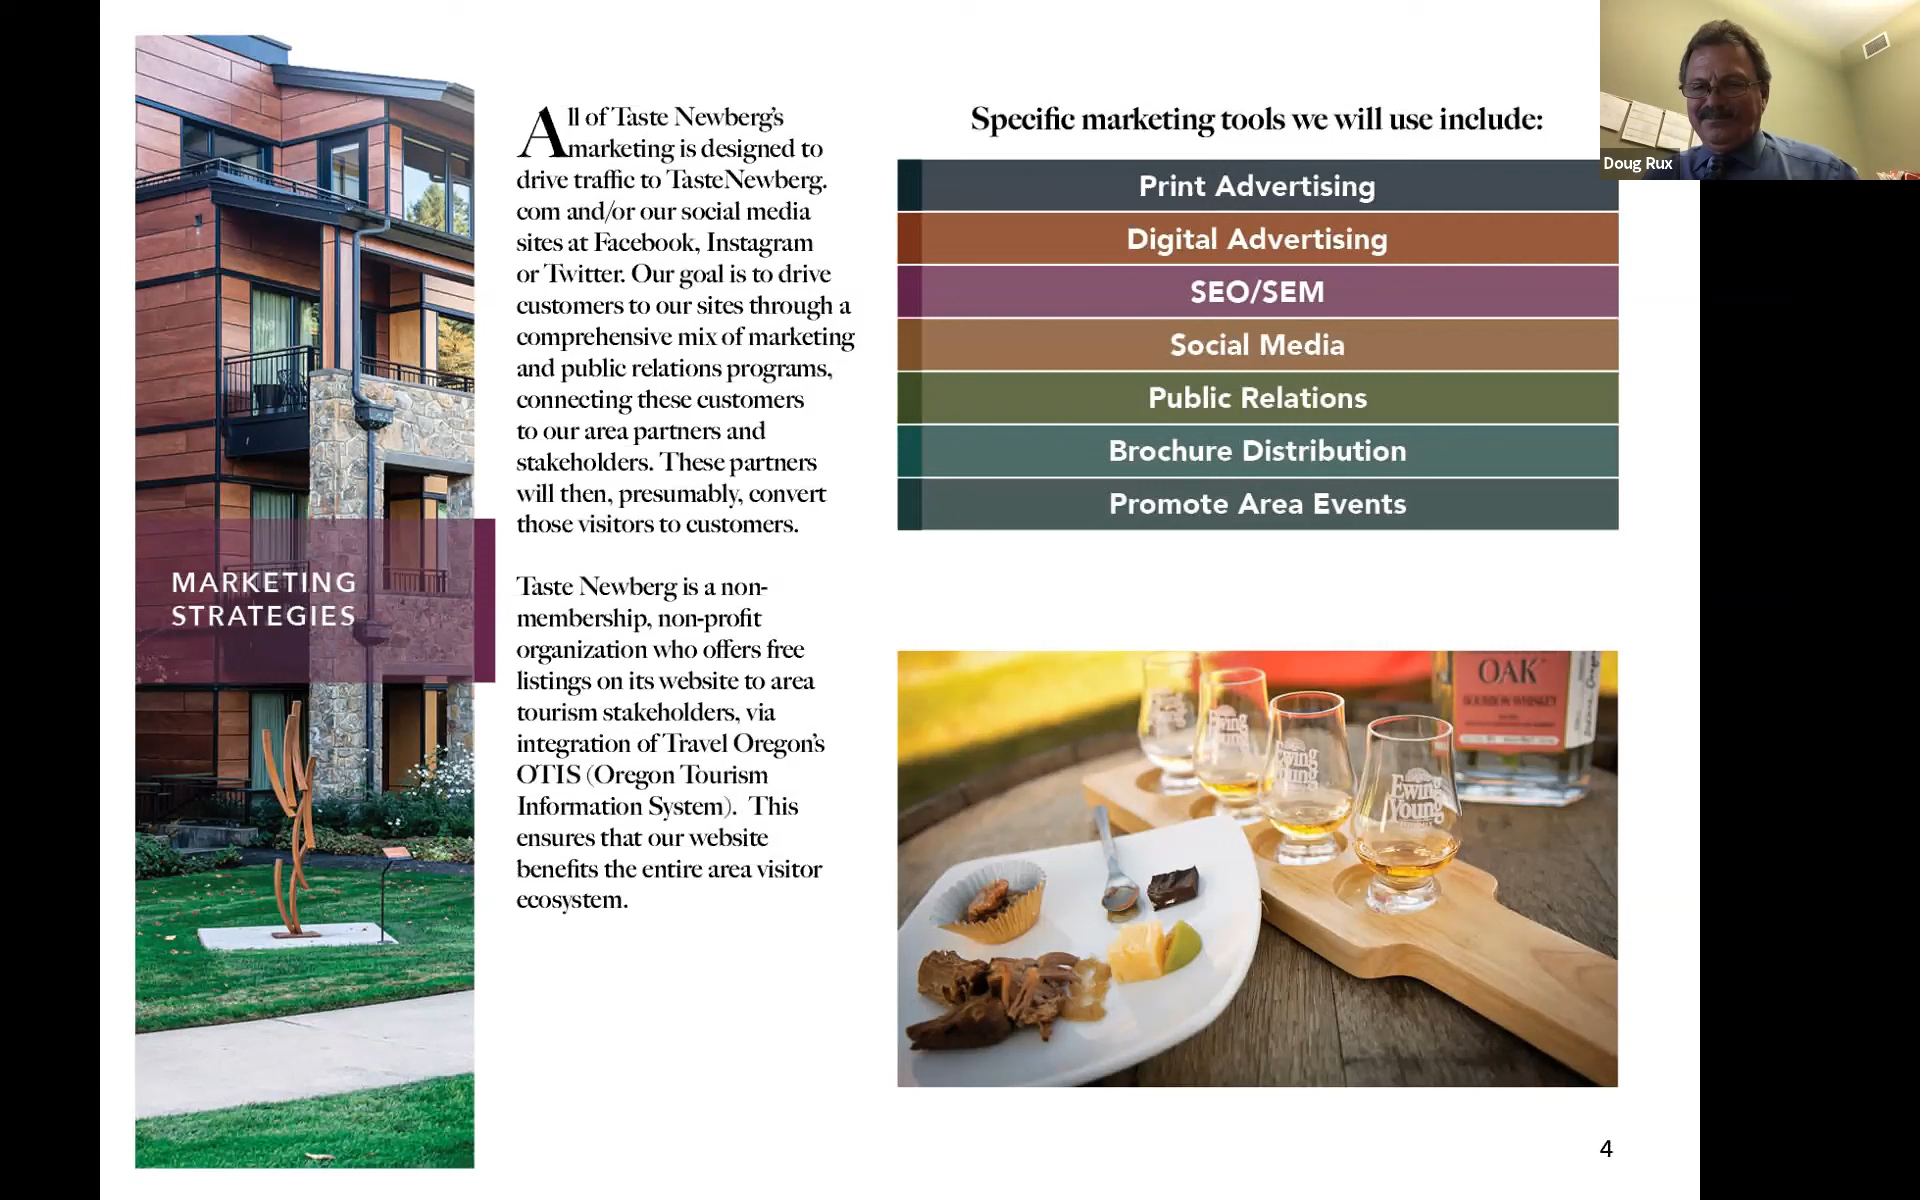 All of Taste Newberg's
marketing is designed to
drive traffic to TasteNewberg.
com and/or our social media
sites at Facebook, Instagram
or Twitter. Our goal is to drive
customers to our sites through a
comprehensive mix of marketing
and public relations programs,
connecting these customers
to our area partners and
stakeholders. These partners
will then, presumably, convert
those visitors to customers.
Taste Newberg is a non-
membership, non-profit
organization who offers free
listings on its website to area
tourism stakeholders, via
integration of Travel Oregon's
OTIS (Oregon Tourism
Information System).  This
ensures that our website
benefits the entire area visitor
ecosystem.
MARKETING
STRATEGIES
Specific marketing tools we will use include:
Print Advertising
Digital Advertising
SEO/SEM
Social Media
Public Relations
Brochure Distribution
Promote Area Events
OAK
BOURBON WHISKEY
Ewing
Young
Ewing
Young
Ewing
Young
4
Doug Rux